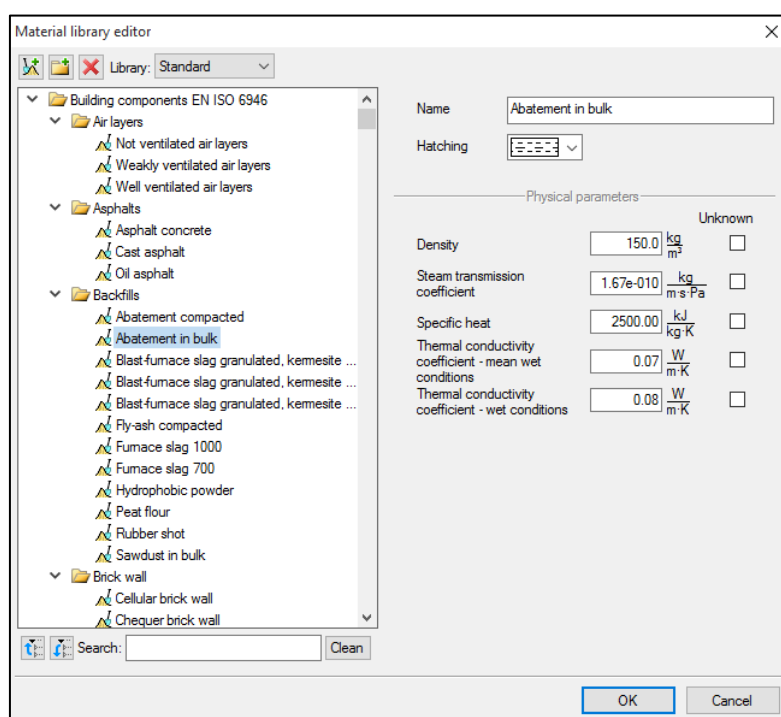 Material library editor
Library: Standard
Building components EN ISO 6946
Air layers
Not ventilated air layers
Weakly ventilated air layers
Well ventilated air layers
Asphalts
Asphalt concrete
Cast asphalt
Oil asphalt
Backfills
Abatement compacted
Abatement in bulk
Blast-furnace slag granulated, kermesite ...
Blast-furnace slag granulated, kermesite ...
Blast-furnace slag granulated, kermesite ...
Fly-ash compacted
Furnace slag 1000
Furnace slag 700
Hydrophobic powder
Peat flour
Rubber shot
Sawdust in bulk
Brick wall
Cellular brick wall
Chequer brick wall
Search:
Clean
Name Abatement in bulk
Hatching
Physical parameters
Unknown
Density 150.0 kg/m³
Steam transmission
coefficient 1.67e-010 kg/m·s·Pa
Specific heat 2500.00 kJ/kg·K
Thermal conductivity
coefficient - mean wet
conditions 0.07 W/m·K
Thermal conductivity
coefficient - wet conditions 0.08 W/m·K
OK Cancel